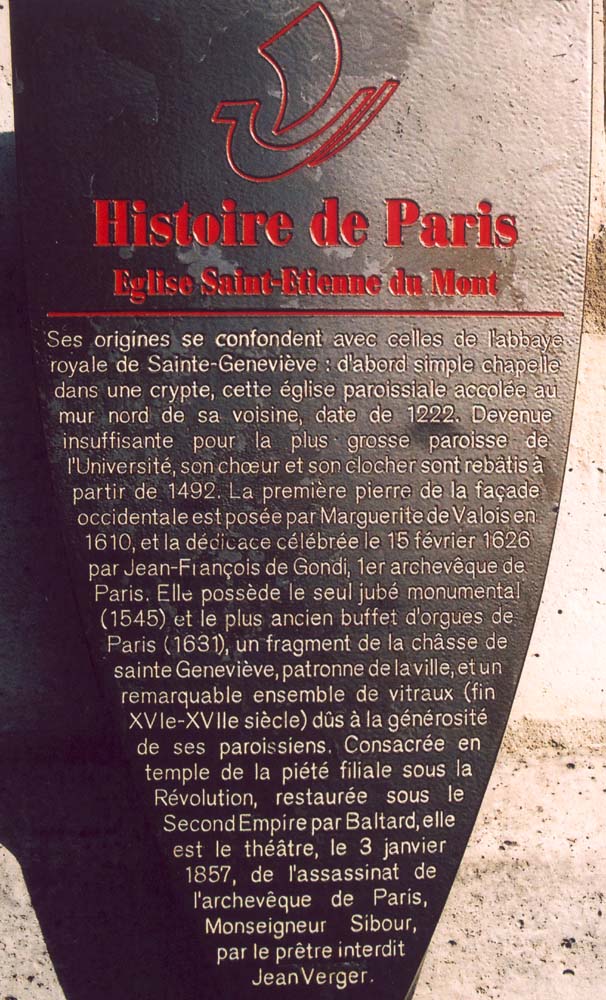 Histoire de Paris
Eglise Saint-Etienne du Mont
Ses origines se confondent avec celles de l'abbaye
royale de Sainte-Geneviève : d'abord simple chapelle
dans une crypte, cette église paroissiale accolée au
mur nord de sa voisine, date de 1222. Devenue
insuffisante pour la plus grosse paroisse de
l'Université, son chœur et son clocher sont rebâtis à
partir de 1492. La première pierre de la façade
occidentale est posée par Marguerite de Valois en
1610, et la dédicace célébrée le 15 février 1626
par Jean-François de Gondi, 1er archevêque de
Paris. Elle possède le seul jubé monumental
(1545) et le plus ancien buffet d'orgues de
Paris (1631), un fragment de la châsse de
sainte Geneviève, patronne de la ville, et un
remarquable ensemble de vitraux (fin
XVIe-XVIIe siècle) dûs à la générosité
de ses paroissiens. Consacrée en
temple de la piété filiale sous la
Révolution, restaurée sous le
Second Empire par Baltard, elle
est le théâtre, le 3 janvier
1857, de l'assassinat de
l'archevêque de Paris,
Monseigneur Sibour,
par le prêtre interdit
Jean Verger.